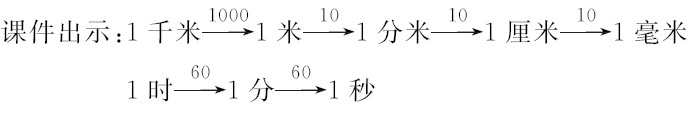 课件出示:1 千米 —1000→ 1 米 —10→ 1 分米 —10→ 1 厘米 —10→ 1 毫米
1 时 —60→ 1 分 —60→ 1 秒